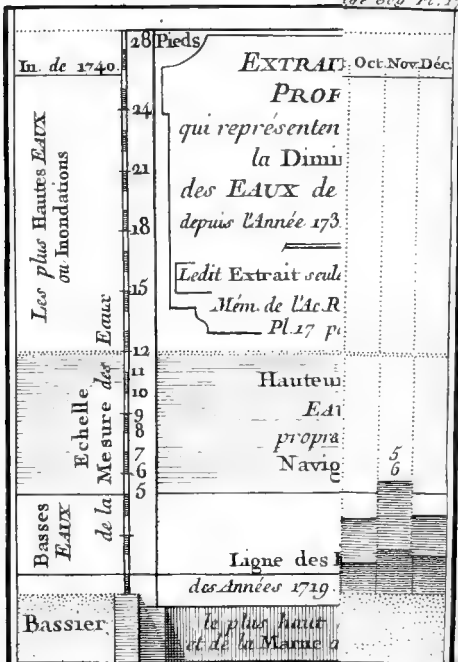 28 Pieds
In. de 1740.
EXTRAIT
Oct. Nov. Déc.
PROF
24
qui représenten
la Dimi
21
des EAUX de
depuis l'Année 173
18
Les plus Hautes EAUX
ou Inondations
Ledit Extrait seule
15
Mém. de l'Ac. R
Pl. 17 p
12
Echelle
de la Mesure des Eaux
11
10
9
8
7
6
5
Hauteu
EAU
propra
Navig
5
6
Basses
EAUX
Ligne des
des Années 1719.
Bassier
le plus haut
et de la Marne a